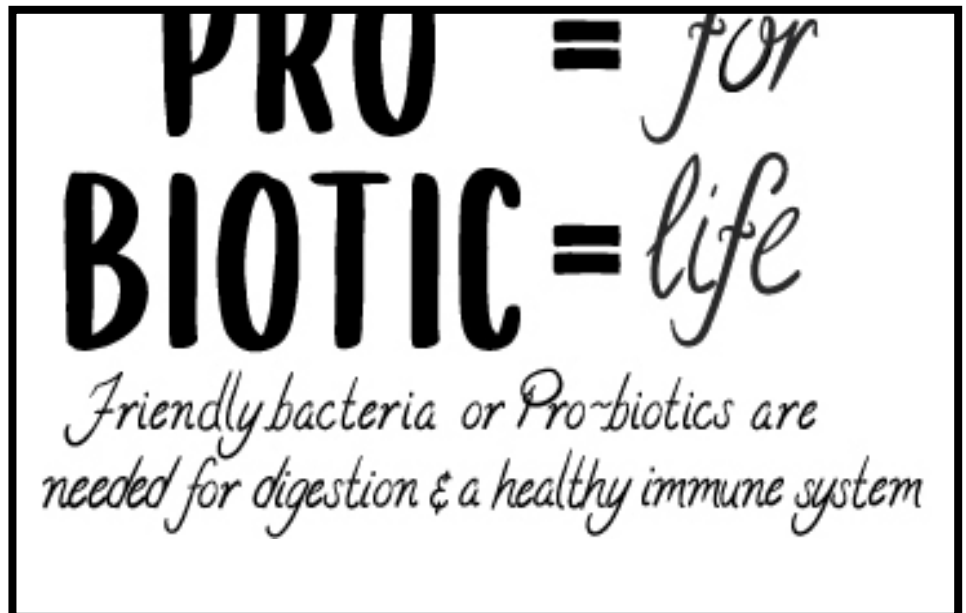 PRO = for
BIOTIC = life
Friendly bacteria or Pro~biotics are
needed for digestion & a healthy immune system